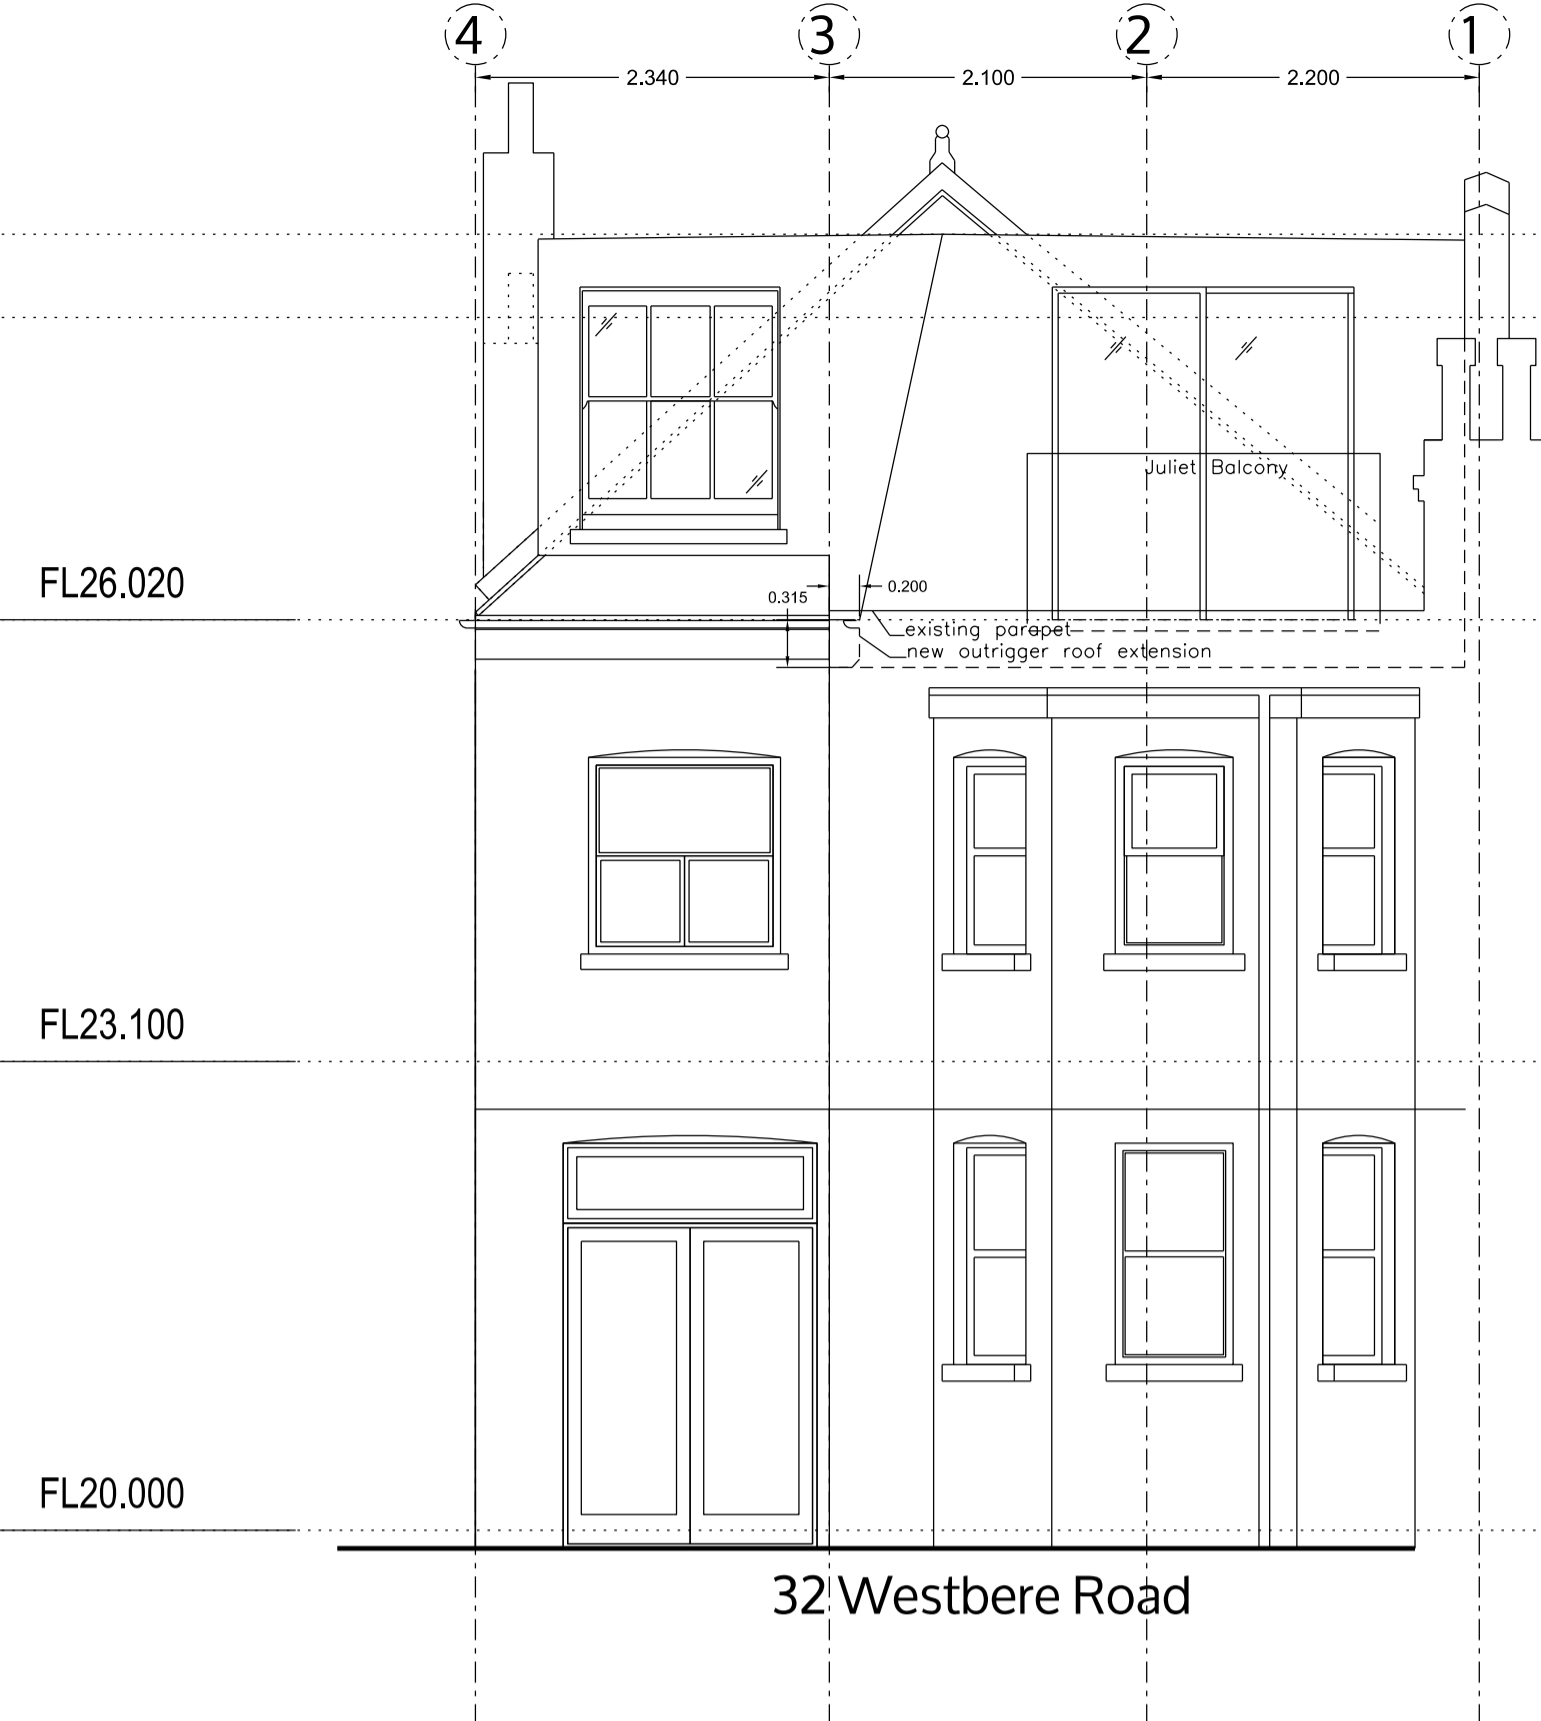 4 3 2 1
2.340 2.100 2.200
Juliet Balcony
FL26.020
0.315 0.200
existing parapet
new outrigger roof extension
FL23.100
FL20.000
32 Westbere Road